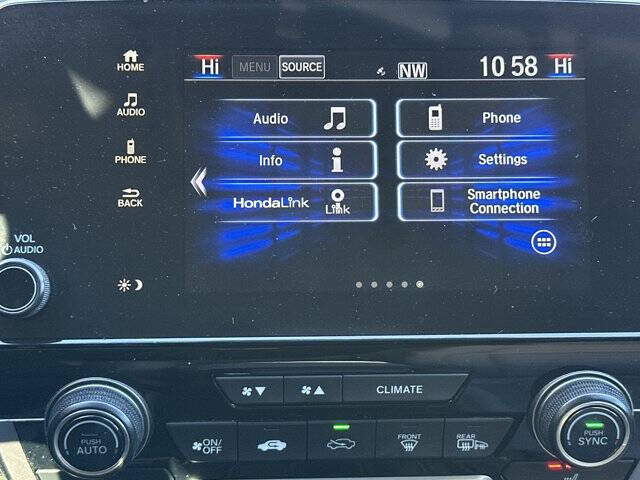 HOME
Hi
MENU
SOURCE
NW
10 58
Hi
AUDIO
Audio
Phone
PHONE
Info
i
Settings
BACK
HondaLink
Link
Smartphone
Connection
VOL
AUDIO
CLIMATE
PUSH
AUTO
ON/
OFF
FRONT
REAR
PUSH
SYNC